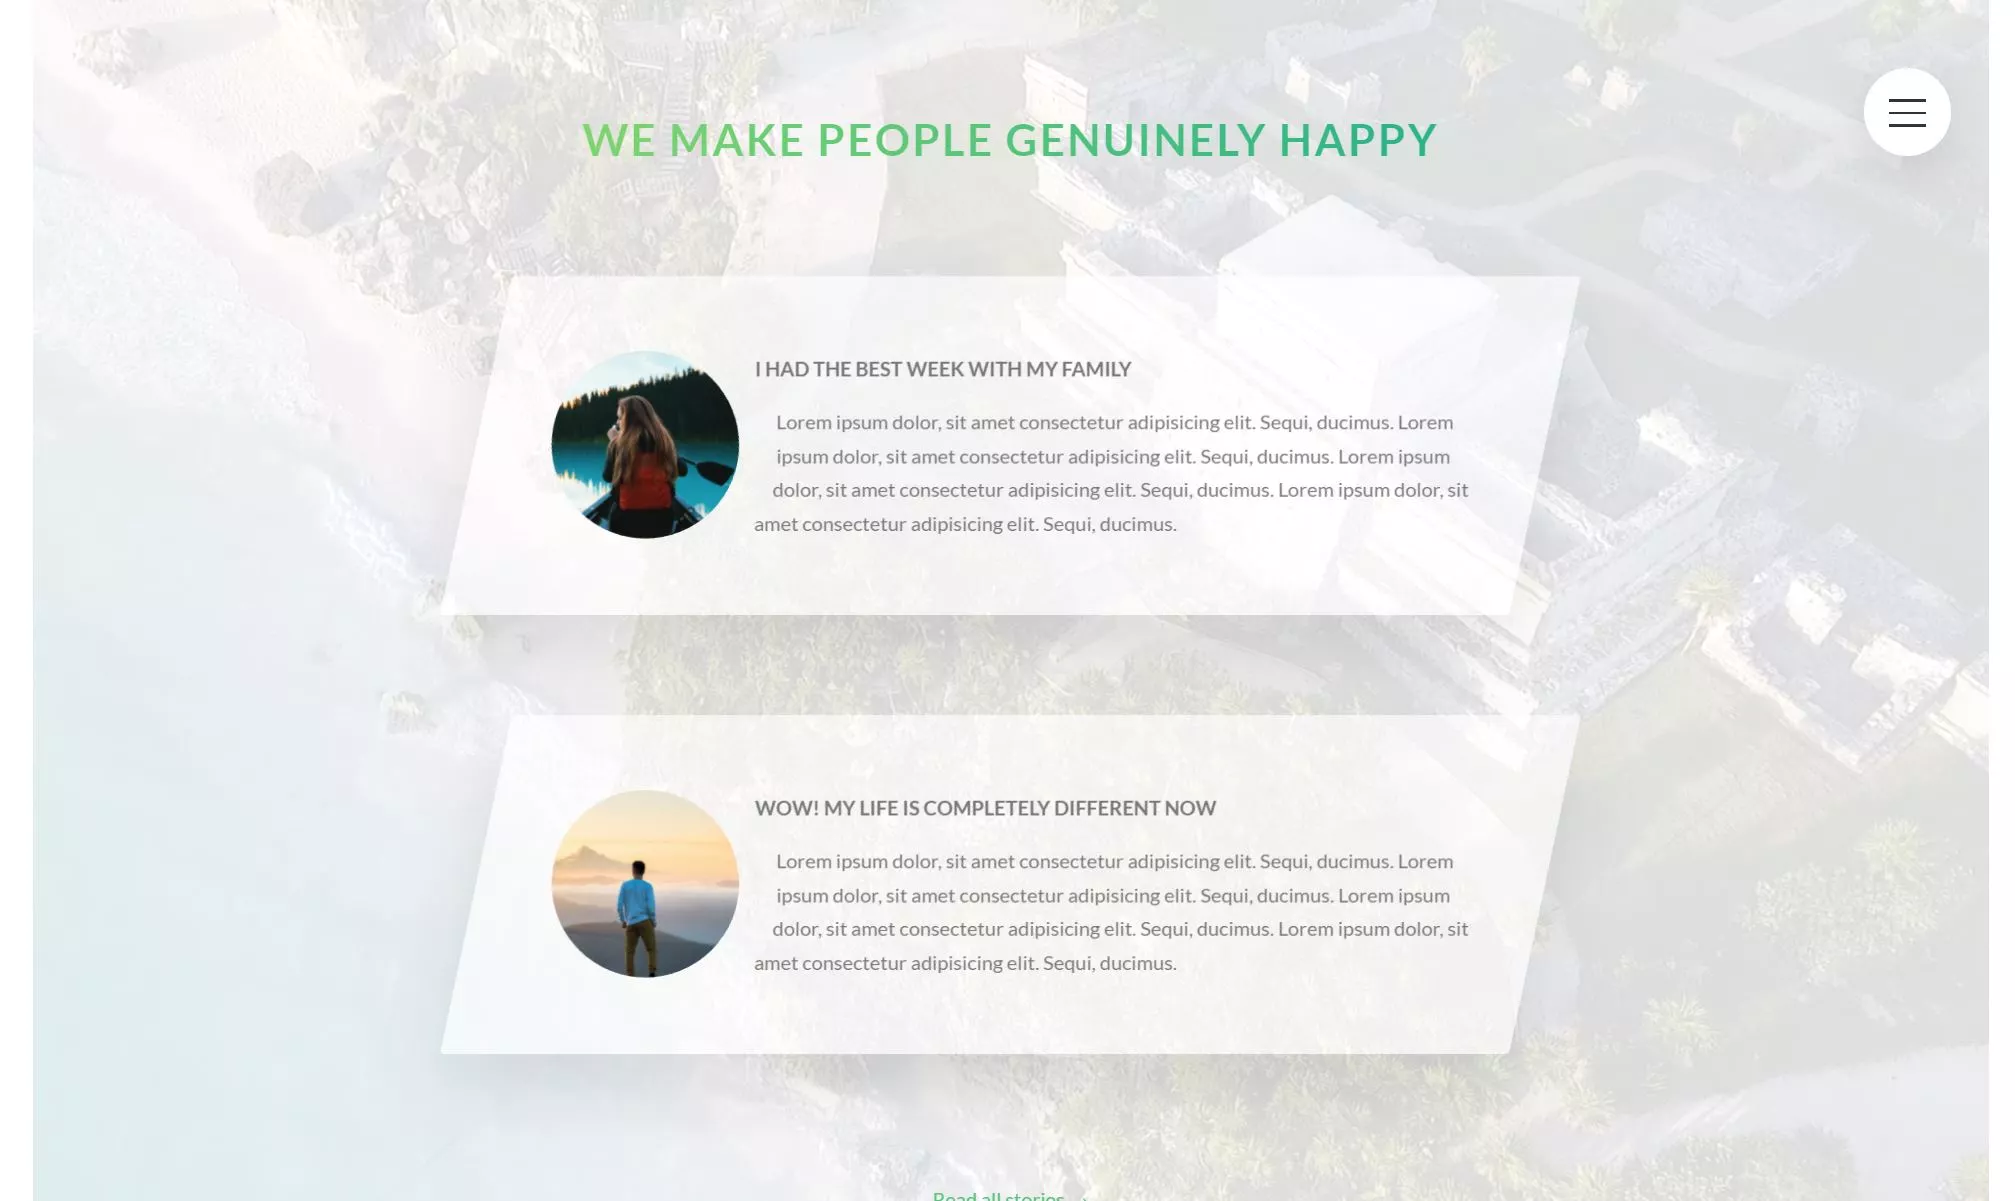 WE MAKE PEOPLE GENUINELY HAPPY
I HAD THE BEST WEEK WITH MY FAMILY
Lorem ipsum dolor, sit amet consectetur adipisicing elit. Sequi, ducimus. Lorem
ipsum dolor, sit amet consectetur adipisicing elit. Sequi, ducimus. Lorem ipsum
dolor, sit amet consectetur adipisicing elit. Sequi, ducimus. Lorem ipsum dolor, sit
amet consectetur adipisicing elit. Sequi, ducimus.
WOW! MY LIFE IS COMPLETELY DIFFERENT NOW
Lorem ipsum dolor, sit amet consectetur adipisicing elit. Sequi, ducimus. Lorem
ipsum dolor, sit amet consectetur adipisicing elit. Sequi, ducimus. Lorem ipsum
dolor, sit amet consectetur adipisicing elit. Sequi, ducimus. Lorem ipsum dolor, sit
amet consectetur adipisicing elit. Sequi, ducimus.
Read all stories →